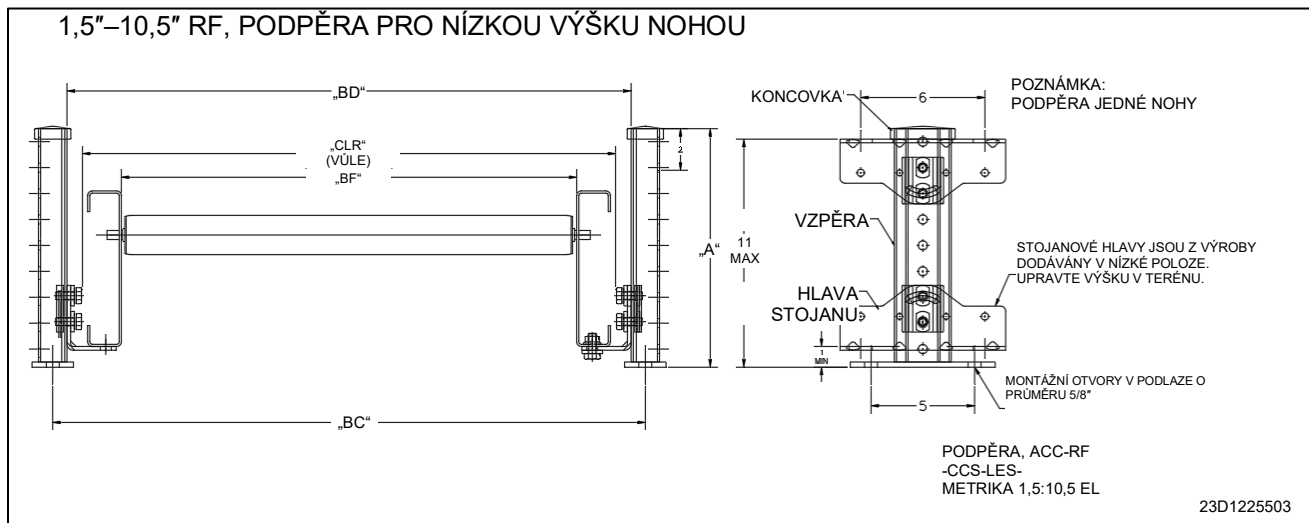 1,5″–10,5″ RF, PODPĚRA PRO NÍZKOU VÝŠKU NOHOU
„BD“
„CLR“
(VŮLE)
„BF“
2
„A“
11
MAX
„BC“
KONCOVKA
6
POZNÁMKA:
PODPĚRA JEDNÉ NOHY
VZPĚRA
STOJANOVÉ HLAVY JSOU Z VÝROBY
DODÁVÁNY V NÍZKÉ POLOZE.
UPRAVTE VÝŠKU V TERÉNU.
HLAVA
STOJANU
1
MIN
MONTÁŽNÍ OTVORY V PODLAZE O
PRŮMĚRU 5/8″
5
PODPĚRA, ACC-RF
-CCS-LES-
METRIKA 1,5:10,5 EL
23D1225503